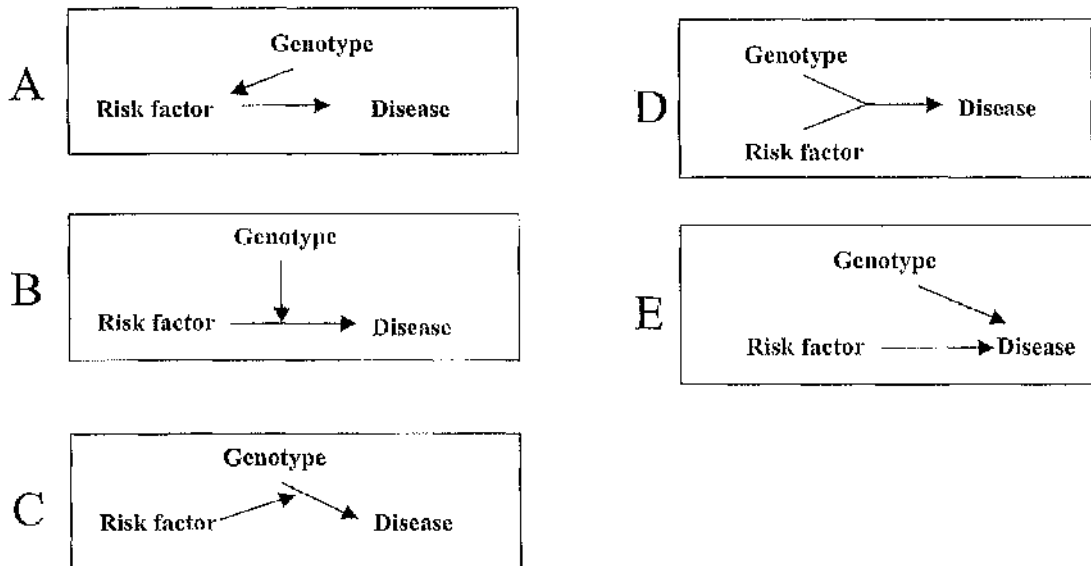 A
Genotype
Risk factor
Disease
B
Genotype
Risk factor
Disease
C
Genotype
Risk factor
Disease
D
Genotype
Disease
Risk factor
E
Genotype
Risk factor
Disease